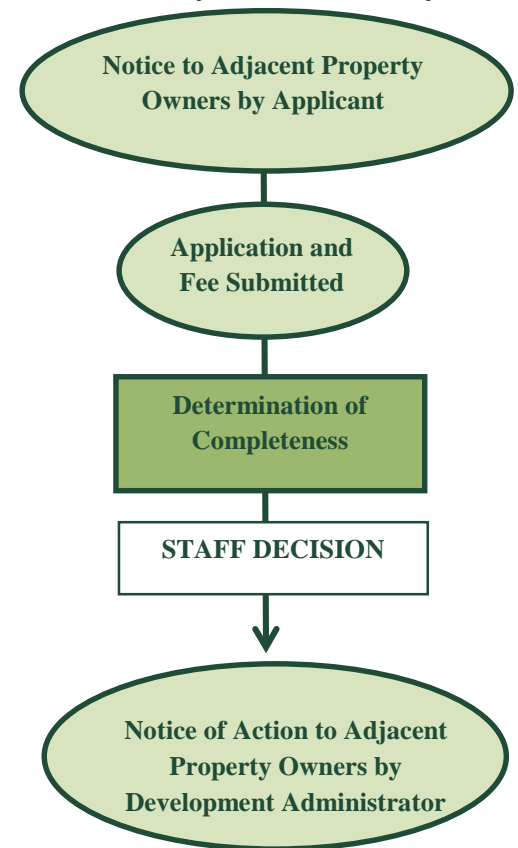 Notice to Adjacent Property
Owners by Applicant
Application and
Fee Submitted
Determination of
Completeness
STAFF DECISION
Notice of Action to Adjacent
Property Owners by
Development Administrator